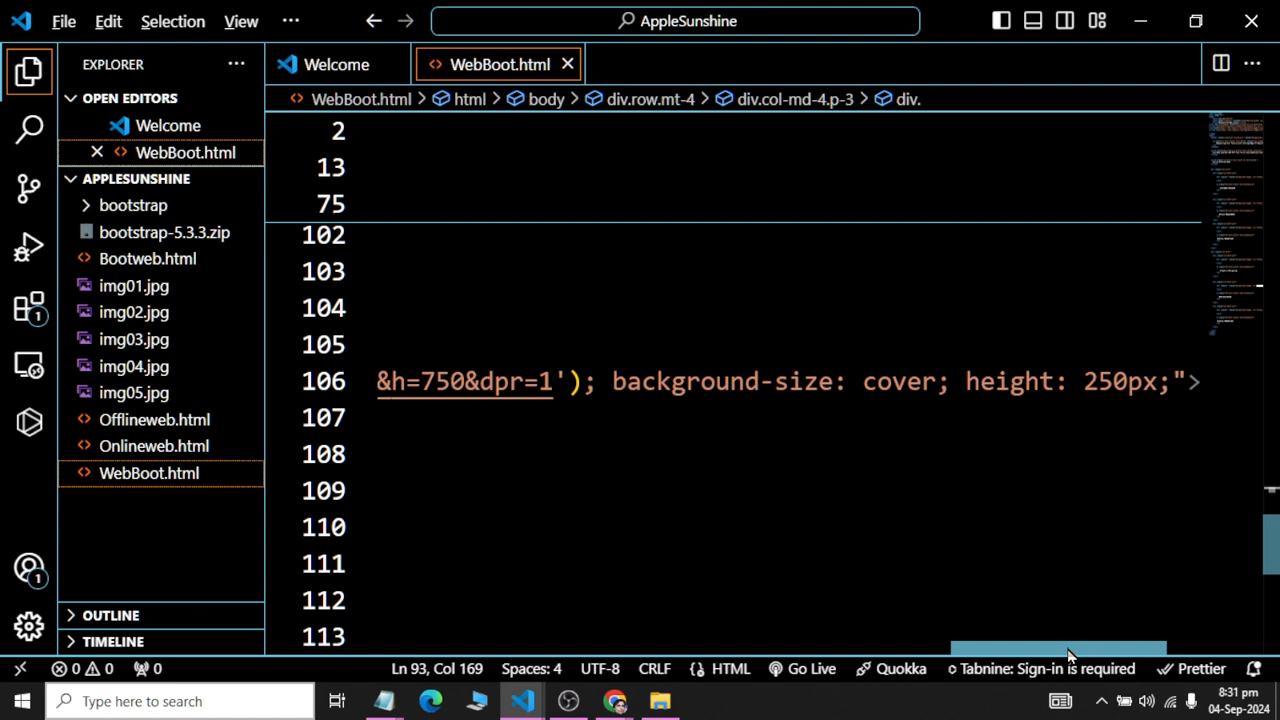 File Edit Selection View ··· AppleSunshine
EXPLORER ···
Welcome WebBoot.html
OPEN EDITORS
WebBoot.html > html > body > div.row.mt-4 > div.col-md-4.p-3 > div.
Welcome
WebBoot.html
APPLESUNSHINE
bootstrap
bootstrap-5.3.3.zip
Bootweb.html
img01.jpg
img02.jpg
img03.jpg
img04.jpg
img05.jpg
Offlineweb.html
Onlineweb.html
WebBoot.html
OUTLINE
TIMELINE
1
1
2
13
75
102
103
104
105
106 &h=750&dpr=1'); background-size: cover; height: 250px;">
107
108
109
110
111
112
113
0 0 0 Ln 93, Col 169 Spaces: 4 UTF-8 CRLF HTML Go Live Quokka Tabnine: Sign-in is required Prettier
Type here to search
8:31 pm
04-Sep-2024